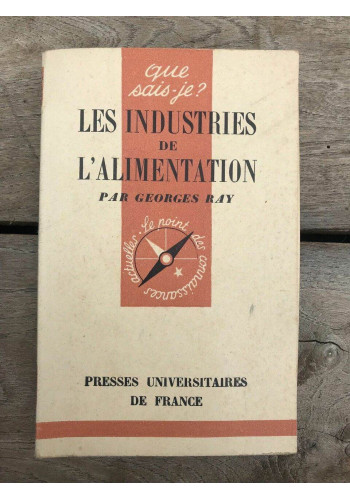 que
sais-je?
LES INDUSTRIES
DE
L'ALIMENTATION
PAR GEORGES RAY
Le point des connaissances actuelles
PRESSES UNIVERSITAIRES
DE FRANCE